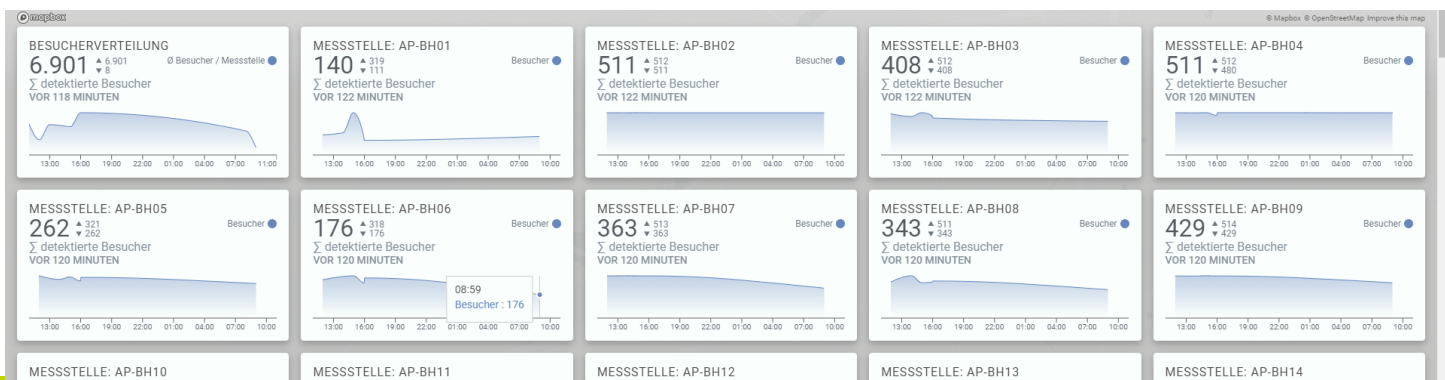 mapbox
© Mapbox © OpenStreetMap Improve this map
BESUCHERVERTEILUNG
6.901 ▲ 6.901 ▼ 8
Ø Besucher / Messstelle
∑ detektierte Besucher
VOR 118 MINUTEN
13:00 16:00 19:00 22:00 01:00 04:00 07:00 11:00
MESSSTELLE: AP-BH01
140 ▲ 319 ▼ 111
Besucher
∑ detektierte Besucher
VOR 122 MINUTEN
13:00 16:00 19:00 22:00 01:00 04:00 07:00 10:00
MESSSTELLE: AP-BH02
511 ▲ 512 ▼ 511
Besucher
∑ detektierte Besucher
VOR 122 MINUTEN
13:00 16:00 19:00 22:00 01:00 04:00 07:00 10:00
MESSSTELLE: AP-BH03
408 ▲ 512 ▼ 408
Besucher
∑ detektierte Besucher
VOR 122 MINUTEN
13:00 16:00 19:00 22:00 01:00 04:00 07:00 10:00
MESSSTELLE: AP-BH04
511 ▲ 512 ▼ 480
Besucher
∑ detektierte Besucher
VOR 120 MINUTEN
13:00 16:00 19:00 22:00 01:00 04:00 07:00 10:00
MESSSTELLE: AP-BH05
262 ▲ 321 ▼ 262
Besucher
∑ detektierte Besucher
VOR 120 MINUTEN
13:00 16:00 19:00 22:00 01:00 04:00 07:00 10:00
MESSSTELLE: AP-BH06
176 ▲ 318 ▼ 176
Besucher
∑ detektierte Besucher
VOR 120 MINUTEN
08:59
Besucher : 176
13:00 16:00 19:00 22:00 01:00 04:00 07:00 10:00
MESSSTELLE: AP-BH07
363 ▲ 513 ▼ 363
Besucher
∑ detektierte Besucher
VOR 120 MINUTEN
13:00 16:00 19:00 22:00 01:00 04:00 07:00 10:00
MESSSTELLE: AP-BH08
343 ▲ 511 ▼ 343
Besucher
∑ detektierte Besucher
VOR 120 MINUTEN
13:00 16:00 19:00 22:00 01:00 04:00 07:00 10:00
MESSSTELLE: AP-BH09
429 ▲ 514 ▼ 429
Besucher
∑ detektierte Besucher
VOR 120 MINUTEN
13:00 16:00 19:00 22:00 01:00 04:00 07:00 10:00
MESSSTELLE: AP-BH10
MESSSTELLE: AP-BH11
MESSSTELLE: AP-BH12
MESSSTELLE: AP-BH13
MESSSTELLE: AP-BH14